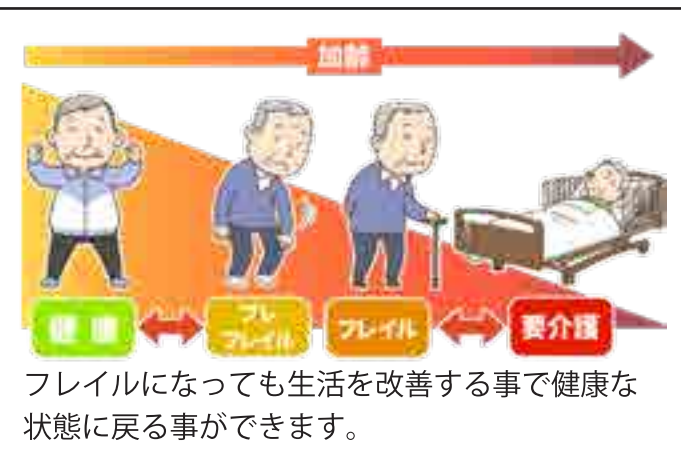 加齢
健康
プレ
フレイル
フレイル
要介護
フレイルになっても生活を改善する事で健康な
状態に戻る事ができます。